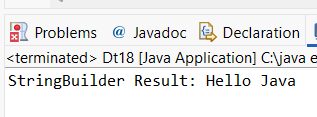 Problems @ Javadoc Declaration
<terminated> Dt18 [Java Application] C:\java e
StringBuilder Result: Hello Java